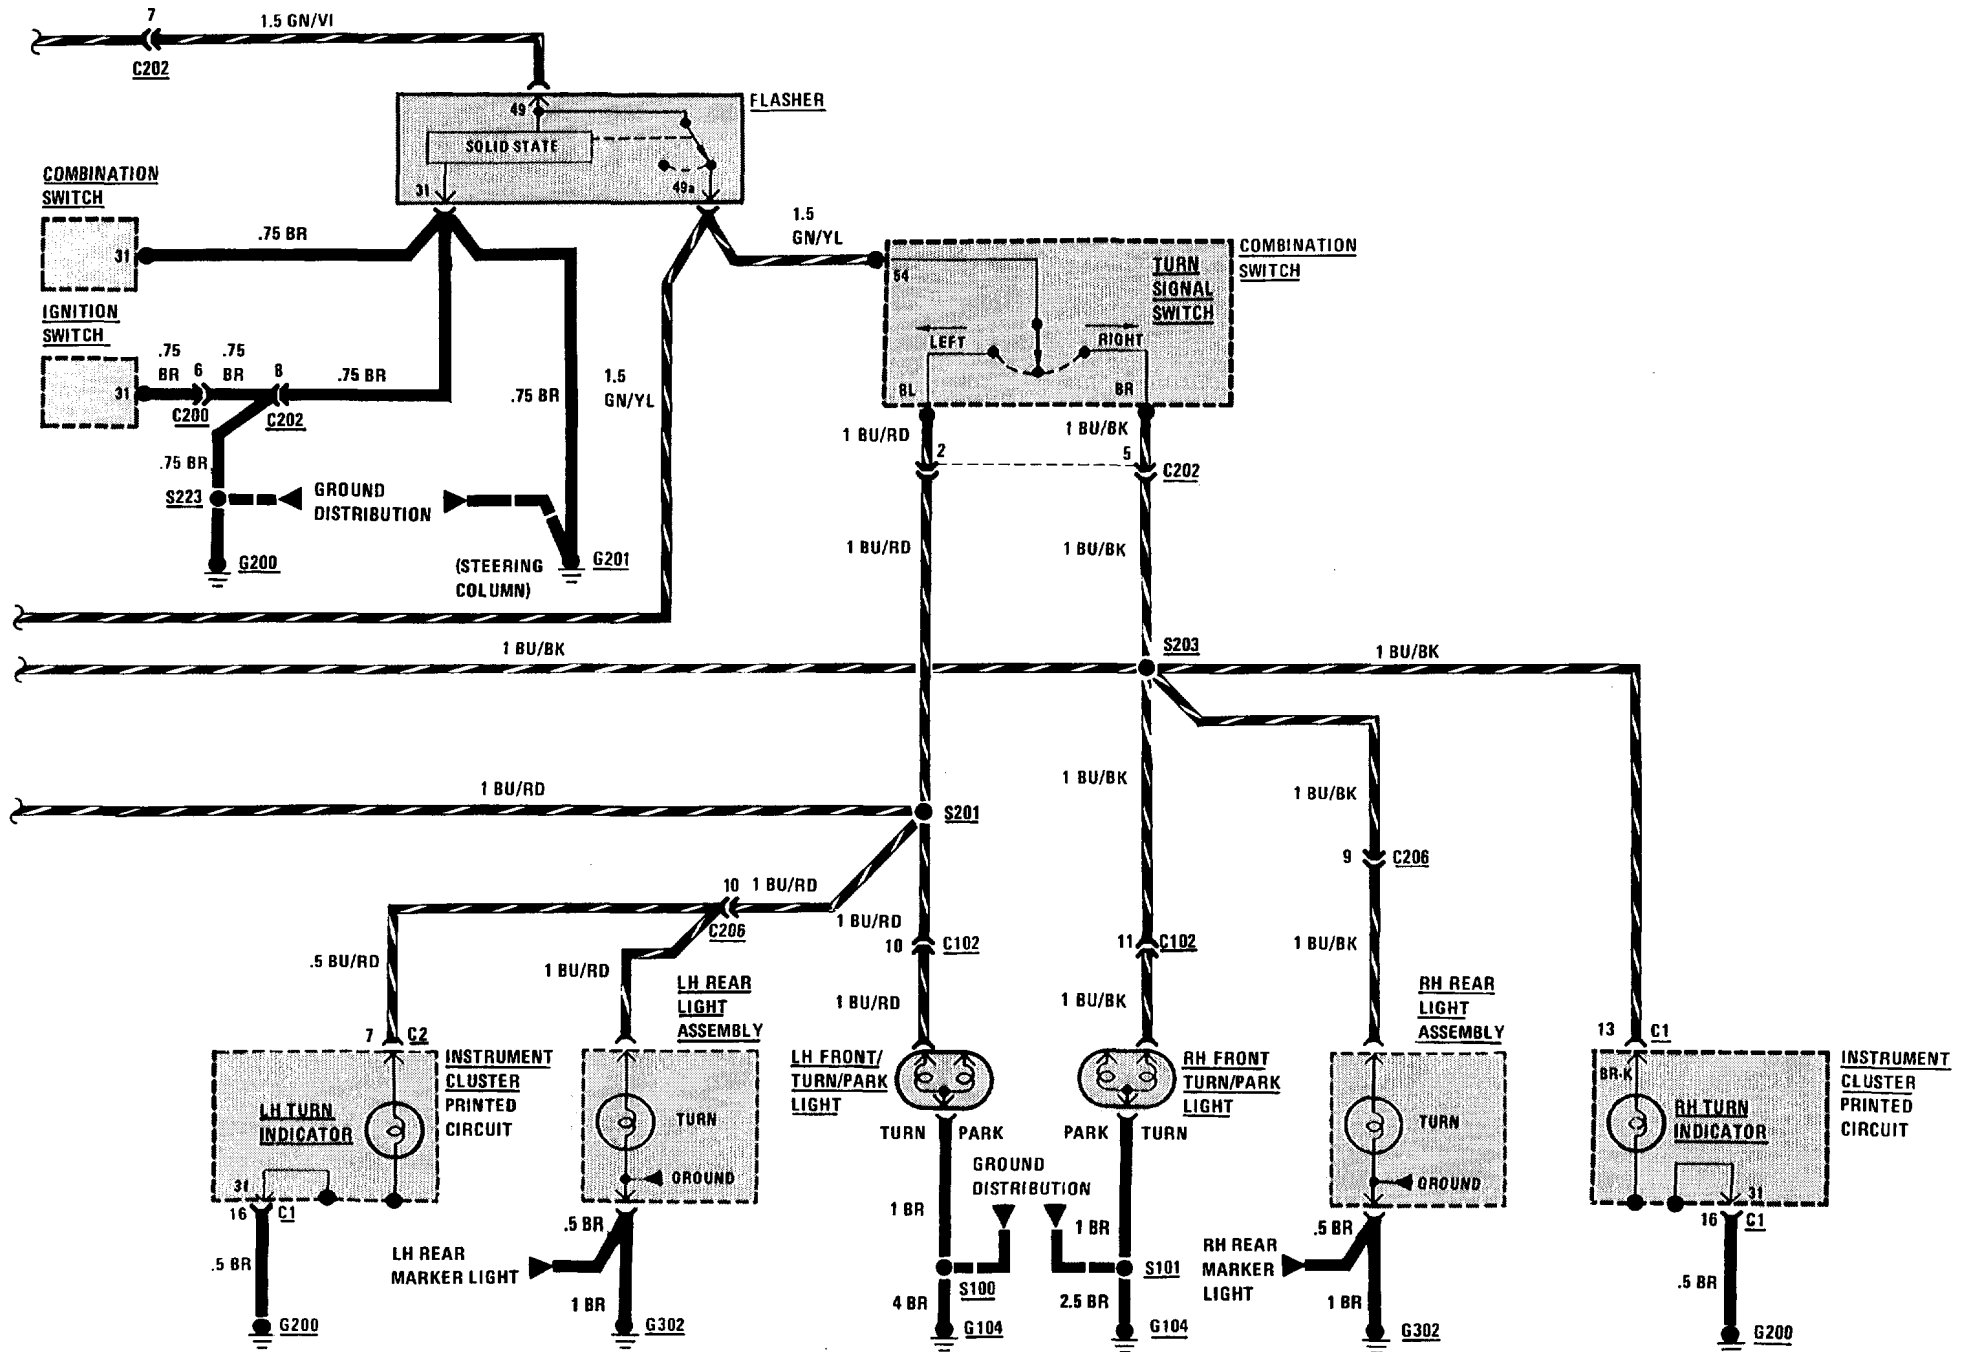 7
1.5 GN/VI
C202
FLASHER
49
SOLID STATE
31
49a
COMBINATION
SWITCH
31
.75 BR
IGNITION
SWITCH
31
.75
BR
6
C200
.75
BR
8
C202
.75 BR
.75 BR
S223
GROUND
DISTRIBUTION
G200
.75 BR
(STEERING
COLUMN)
G201
1.5
GN/YL
1.5
GN/YL
COMBINATION
SWITCH
54
TURN
SIGNAL
SWITCH
LEFT
RIGHT
BL
BR
1 BU/RD
1 BU/BK
2
5
C202
1 BU/RD
1 BU/BK
1 BU/BK
S203
1 BU/BK
1 BU/RD
S201
1 BU/BK
1 BU/BK
9
C206
10
1 BU/RD
C206
1 BU/RD
10
C102
11
C102
.5 BU/RD
1 BU/RD
1 BU/RD
1 BU/BK
1 BU/BK
7
C2
INSTRUMENT
CLUSTER
PRINTED
CIRCUIT
LH TURN
INDICATOR
31
16
C1
.5 BR
G200
LH REAR
LIGHT
ASSEMBLY
TURN
GROUND
.5 BR
LH REAR
MARKER LIGHT
1 BR
G302
LH FRONT/
TURN/PARK
LIGHT
TURN
PARK
1 BR
S100
4 BR
G104
GROUND
DISTRIBUTION
RH FRONT
TURN/PARK
LIGHT
PARK
TURN
1 BR
S101
2.5 BR
G104
RH REAR
LIGHT
ASSEMBLY
TURN
GROUND
.5 BR
RH REAR
MARKER
LIGHT
1 BR
G302
13
C1
BR-K
INSTRUMENT
CLUSTER
PRINTED
CIRCUIT
RH TURN
INDICATOR
31
16
C1
.5 BR
G200